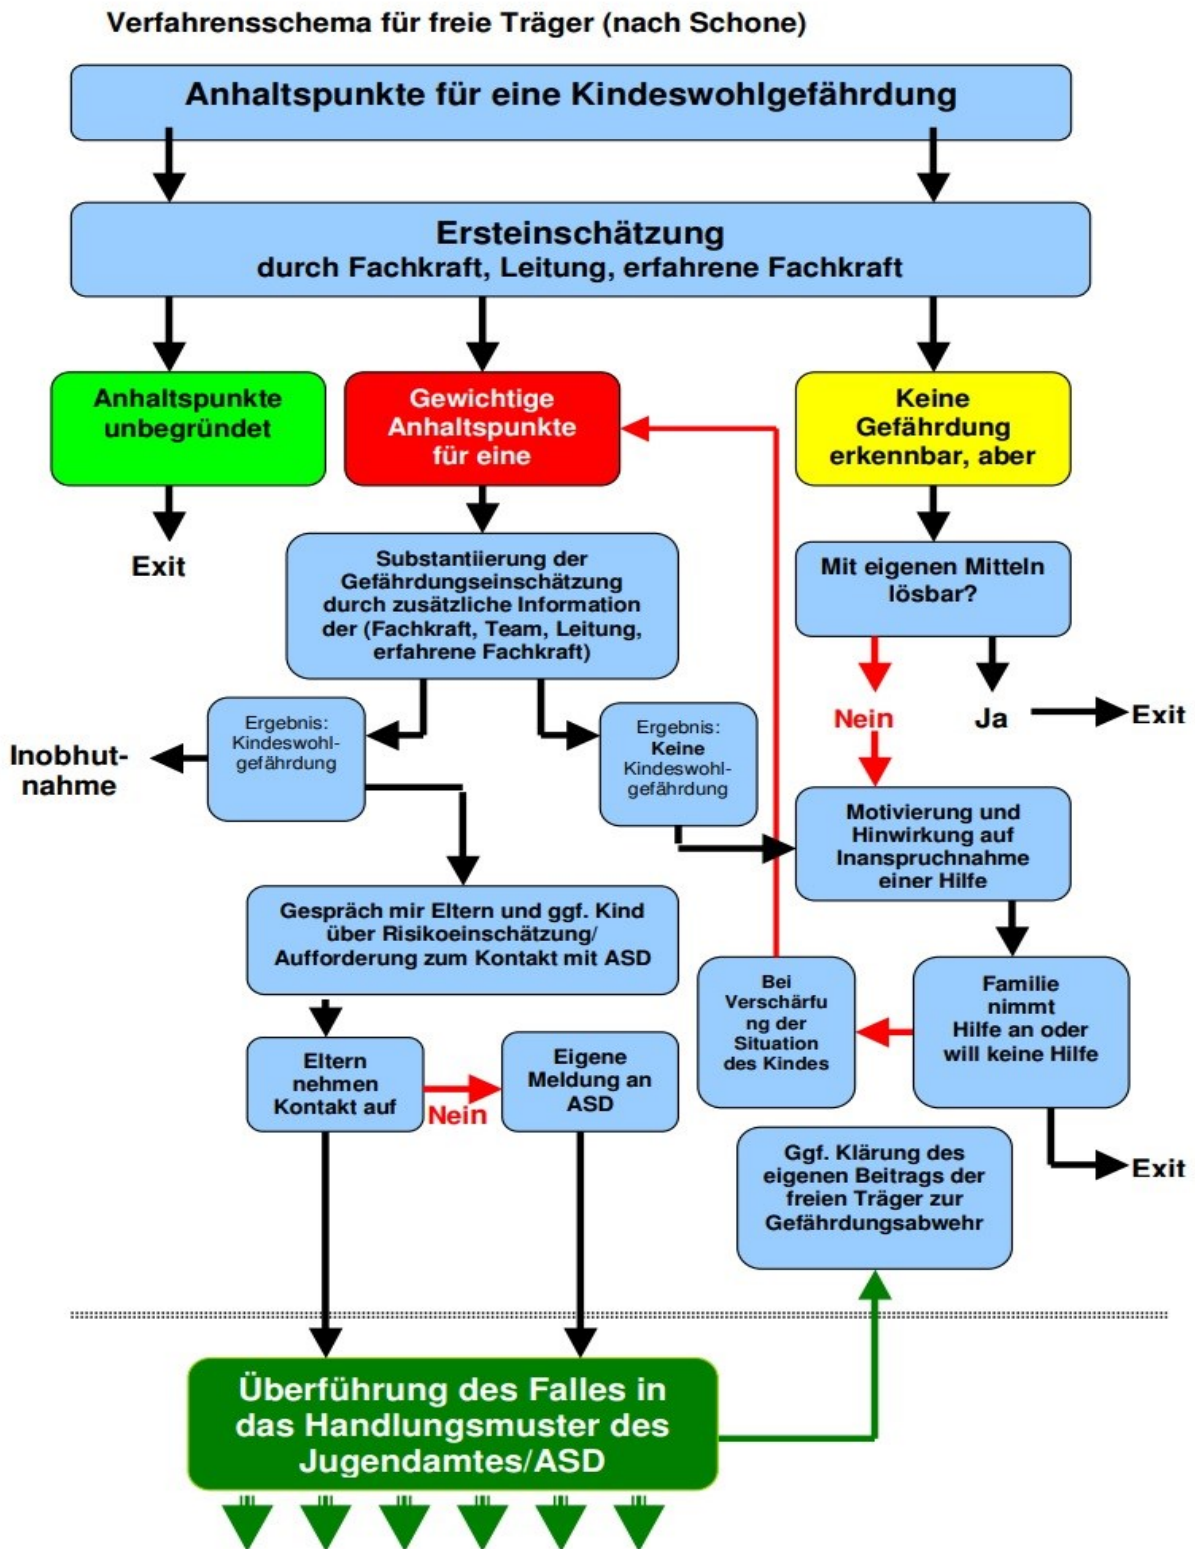 Verfahrensschema für freie Träger (nach Schone)
Anhaltspunkte für eine Kindeswohlgefährdung
Ersteinschätzung
durch Fachkraft, Leitung, erfahrene Fachkraft
Anhaltspunkte
unbegründet
Gewichtige
Anhaltspunkte
für eine
Keine
Gefährdung
erkennbar, aber
Exit
Substantiierung der
Gefährdungseinschätzung
durch zusätzliche Information
der (Fachkraft, Team, Leitung,
erfahrene Fachkraft)
Mit eigenen Mitteln
lösbar?
Nein
Ja
Exit
Inobhut-
nahme
Ergebnis:
Kindeswohl-
gefährdung
Ergebnis:
Keine
Kindeswohl-
gefährdung
Motivierung und
Hinwirkung auf
Inanspruchnahme
einer Hilfe
Gespräch mir Eltern und ggf. Kind
über Risikoeinschätzung/
Aufforderung zum Kontakt mit ASD
Bei
Verschärfu
ng der
Situation
des Kindes
Familie
nimmt
Hilfe an oder
will keine Hilfe
Eltern
nehmen
Kontakt auf
Nein
Eigene
Meldung an
ASD
Exit
Ggf. Klärung des
eigenen Beitrags der
freien Träger zur
Gefährdungsabwehr
Überführung des Falles in
das Handlungsmuster des
Jugendamtes/ASD